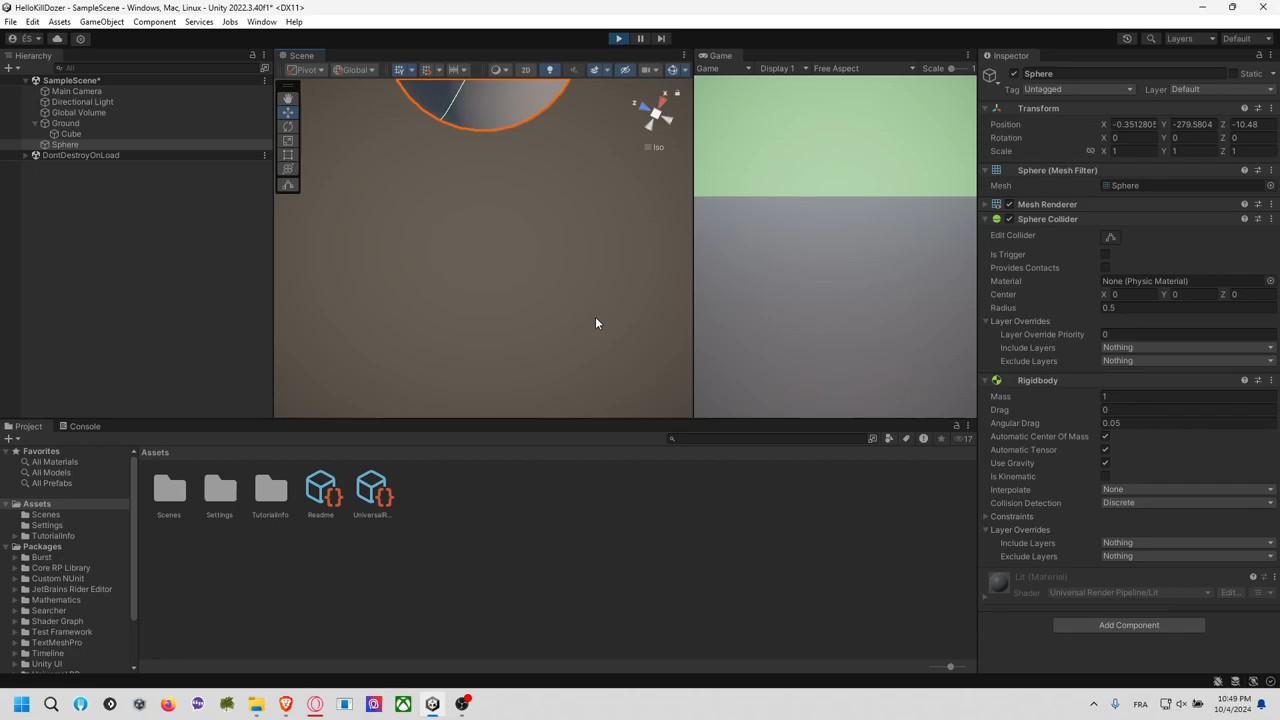 HelloKillDozer - SampleScene - Windows, Mac, Linux - Unity 2022.3.40f1* <DX11>
File Edit Assets GameObject Component Services Jobs Window Help
ÉS Layers Default
Hierarchy Scene Game Inspector
All Pivot Global 2D Game Display 1 Free Aspect Scale 1x
SampleScene*
Main Camera
Directional Light
Global Volume
Ground
Cube
Sphere
DontDestroyOnLoad
x
z
Iso
Sphere Static
Tag Untagged Layer Default
Transform
Position X -0.3512805 Y -279.5804 Z -10.48
Rotation X 0 Y 0 Z 0
Scale X 1 Y 1 Z 1
Sphere (Mesh Filter)
Mesh Sphere
Mesh Renderer
Sphere Collider
Edit Collider
Is Trigger
Provides Contacts
Material None (Physic Material)
Center X 0 Y 0 Z 0
Radius 0.5
Layer Overrides
Layer Override Priority 0
Include Layers Nothing
Exclude Layers Nothing
Rigidbody
Mass 1
Drag 0
Angular Drag 0.05
Automatic Center Of Mass
Automatic Tensor
Use Gravity
Is Kinematic
Interpolate None
Collision Detection Discrete
Constraints
Layer Overrides
Include Layers Nothing
Exclude Layers Nothing
Lit (Material)
Shader Universal Render Pipeline/Lit Edit...
Add Component
Project Console
17
Favorites
All Materials
All Models
All Prefabs
Assets
Scenes
Settings
TutorialInfo
Packages
Burst
Core RP Library
Custom NUnit
JetBrains Rider Editor
Mathematics
Searcher
Shader Graph
Test Framework
TextMeshPro
Timeline
Unity UI
Assets
Scenes Settings TutorialInfo Readme UniversalR...
FR 10:49 PM
10/4/2024